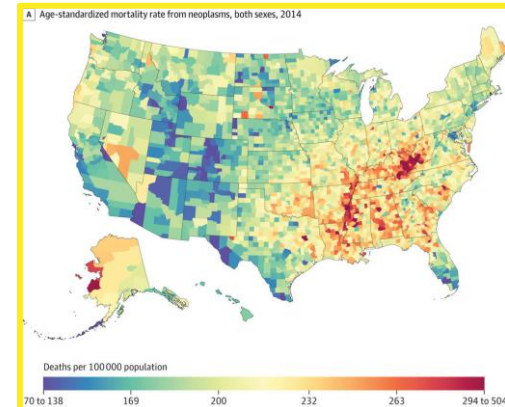 A Age-standardized mortality rate from neoplasms, both sexes, 2014
Deaths per 100 000 population
70 to 138 169 200 232 263 294 to 504